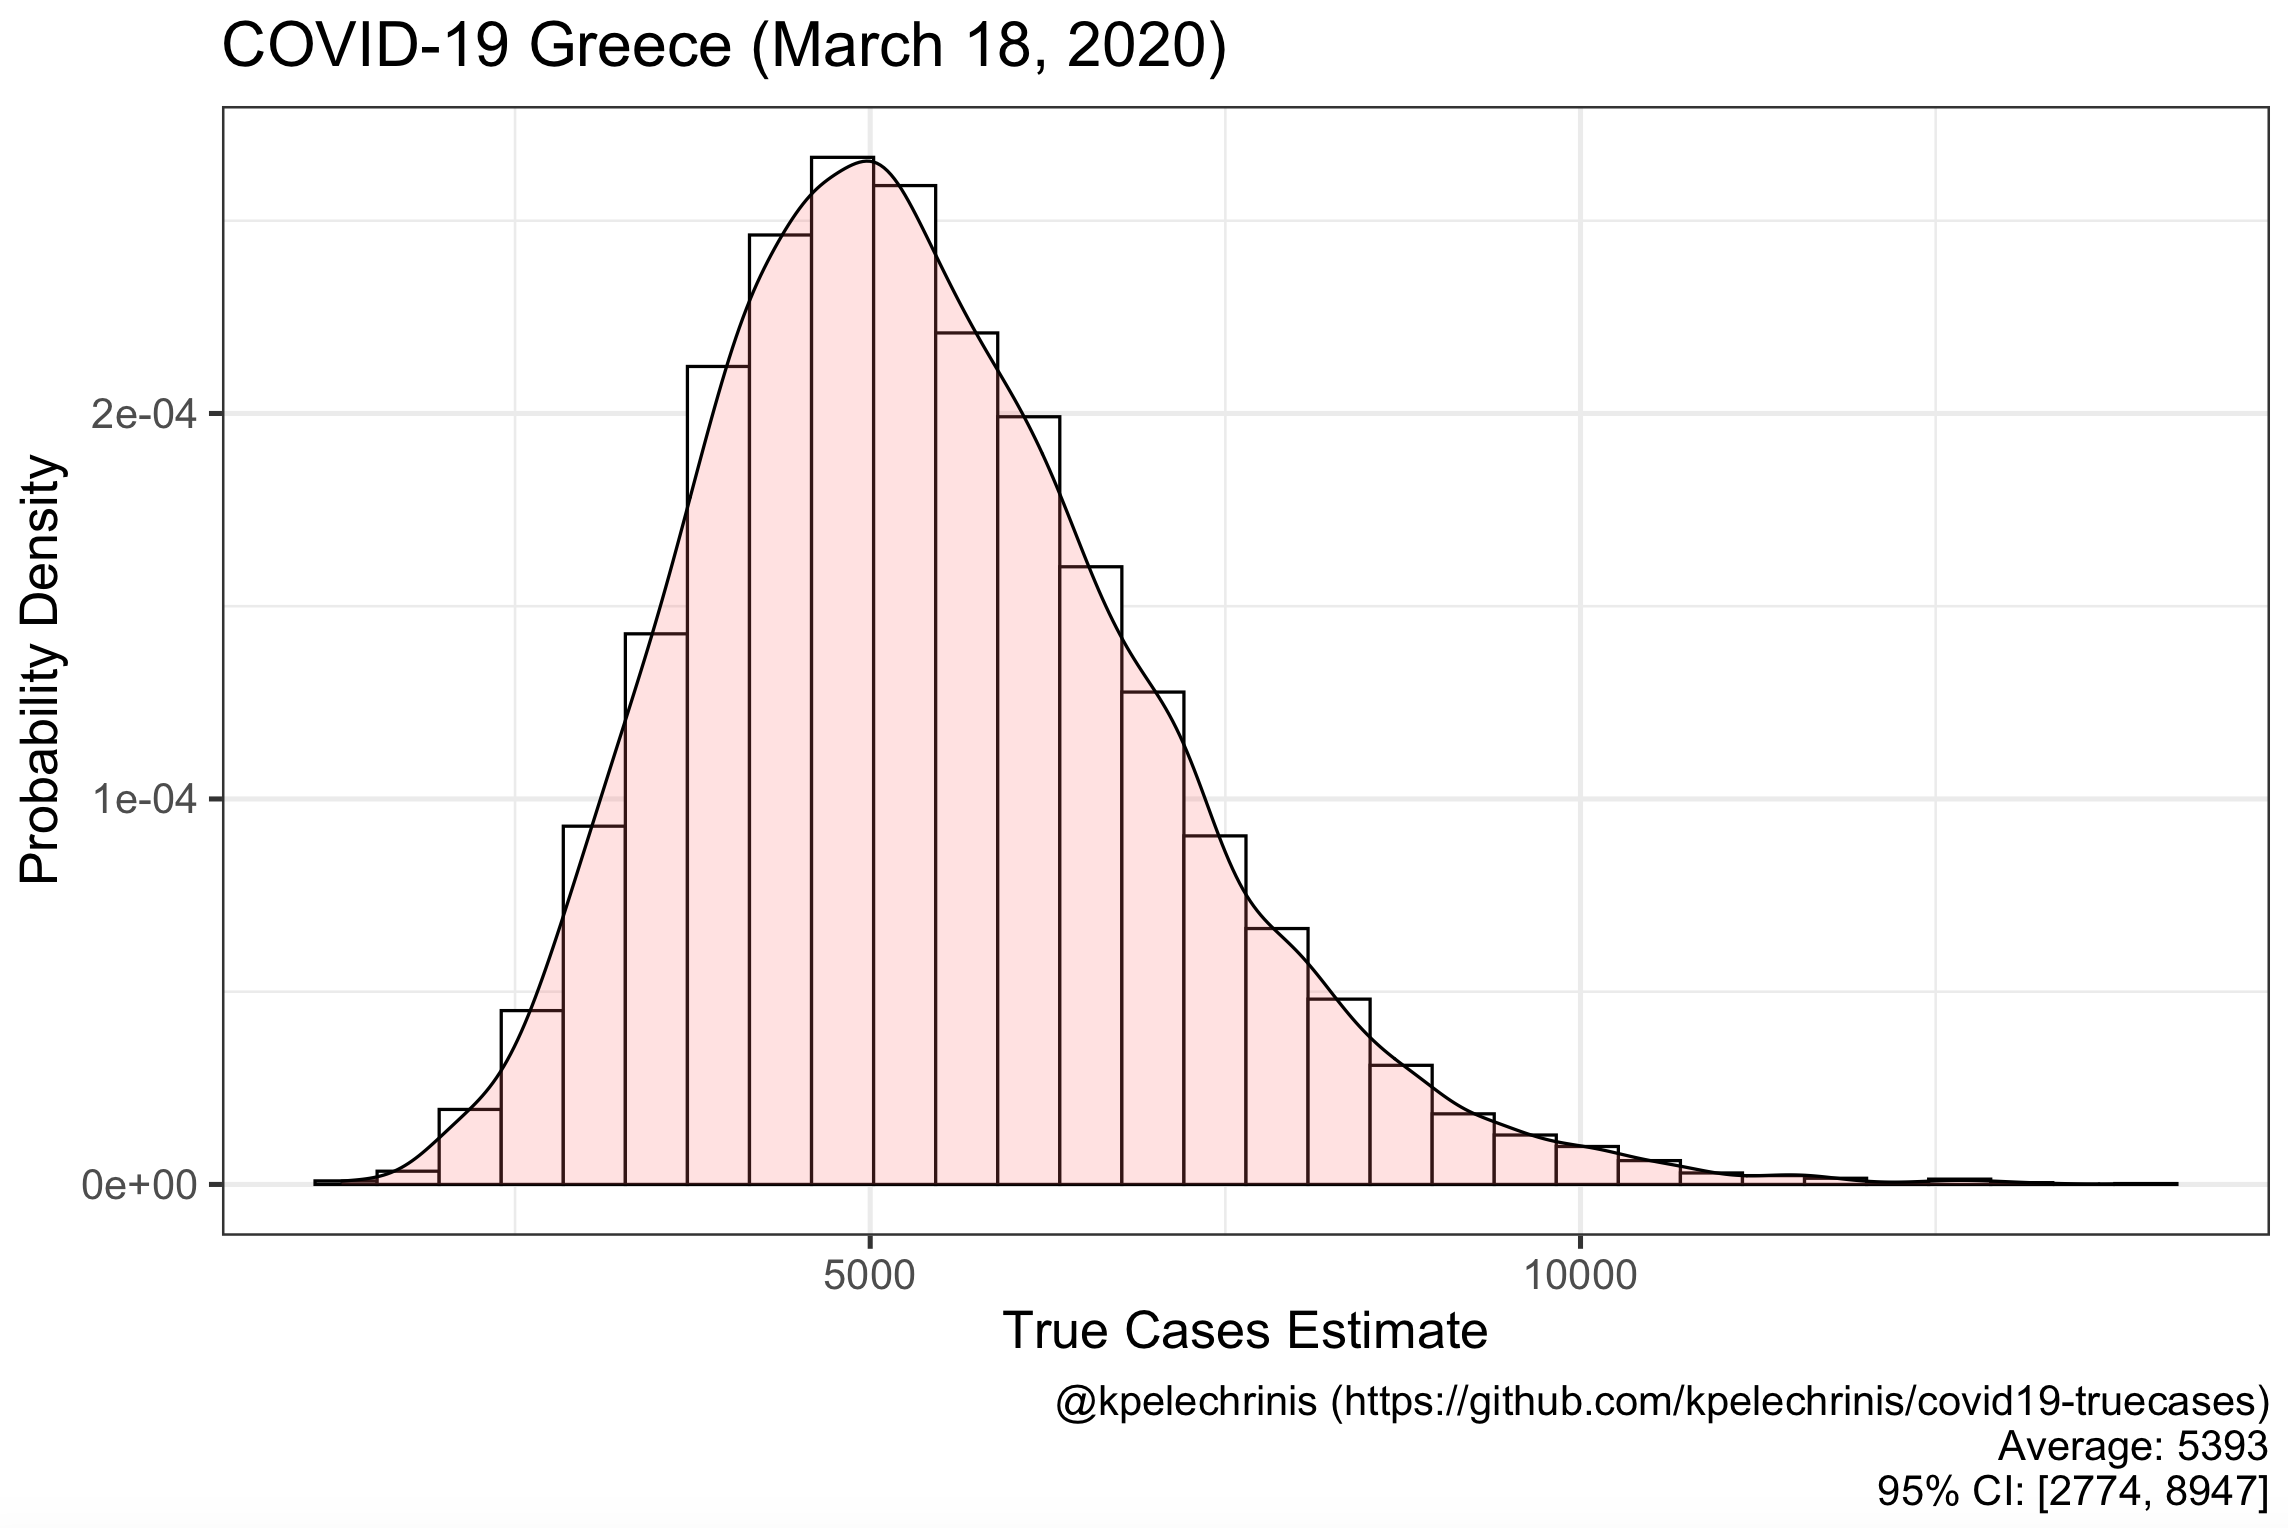 COVID-19 Greece (March 18, 2020)
Probability Density
2e-04
1e-04
0e+00
5000
10000
True Cases Estimate
@kpelechrinis (https://github.com/kpelechrinis/covid19-truecases)
Average: 5393
95% CI: [2774, 8947]